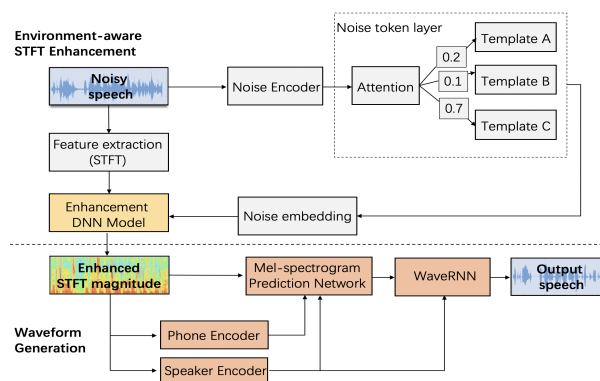 Environment-aware
STFT Enhancement
Noise token layer
Template A
0.2
Noisy
speech
Noise Encoder
Attention
0.1
Template B
0.7
Template C
Feature extraction
(STFT)
Enhancement
DNN Model
Noise embedding
Enhanced
STFT magnitude
Mel-spectrogram
Prediction Network
WaveRNN
Output
speech
Waveform
Generation
Phone Encoder
Speaker Encoder